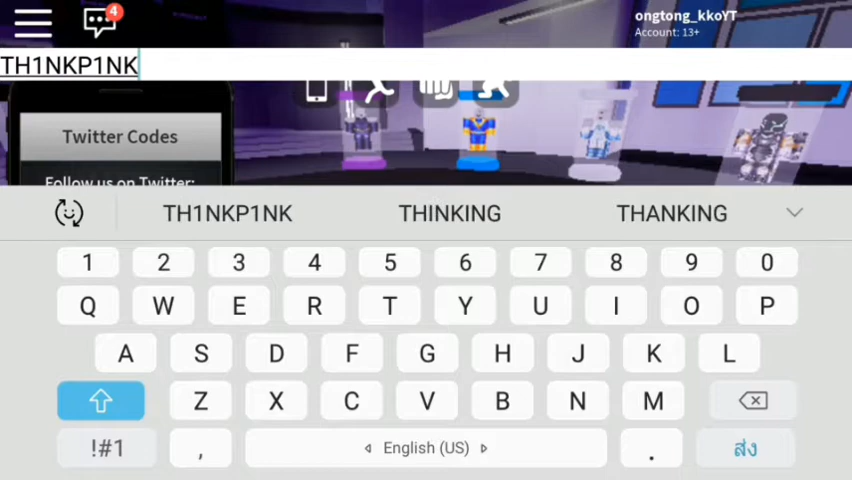 4
ongtong_kkoYT
Account: 13+
TH1NKP1NK
Twitter Codes
Follow us on Twitter:
TH1NKP1NK THINKING THANKING
1 2 3 4 5 6 7 8 9 0
Q W E R T Y U I O P
A S D F G H J K L
Z X C V B N M
!#1 , English (US) . ส่ง